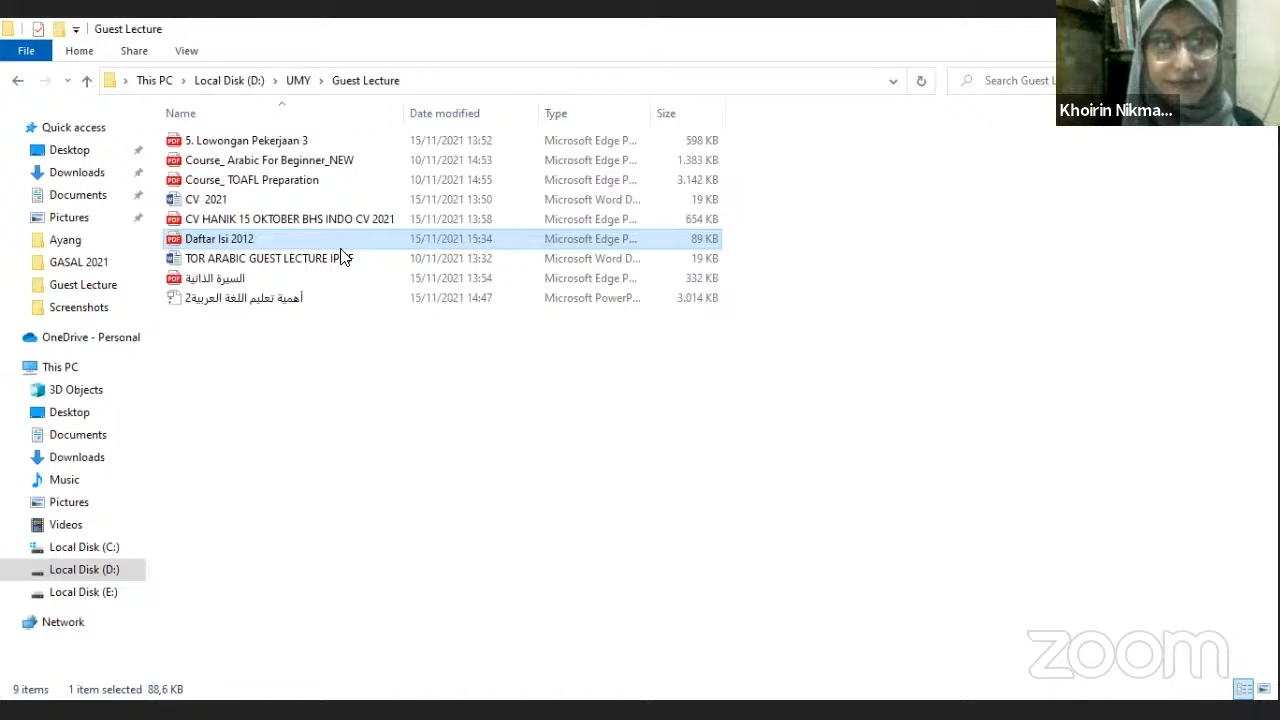 Guest Lecture
File Home Share View
This PC Local Disk (D:) UMY Guest Lecture
Search Guest L
Khoirin Nikma...
Name Date modified Type Size
5. Lowongan Pekerjaan 3 15/11/2021 13:52 Microsoft Edge P... 598 KB
Course_ Arabic For Beginner_NEW 10/11/2021 14:53 Microsoft Edge P... 1.383 KB
Course_ TOAFL Preparation 10/11/2021 14:55 Microsoft Edge P... 3.142 KB
CV 2021 15/11/2021 13:50 Microsoft Word D... 19 KB
CV HANIK 15 OKTOBER BHS INDO CV 2021 15/11/2021 13:58 Microsoft Edge P... 654 KB
Daftar Isi 2012 15/11/2021 15:34 Microsoft Edge P... 89 KB
TOR ARABIC GUEST LECTURE 10/11/2021 13:32 Microsoft Word D... 19 KB
السيرة الذاتية 15/11/2021 13:54 Microsoft Edge P... 332 KB
أهمية تعليم اللغة العربية2 15/11/2021 14:47 Microsoft PowerP... 3.014 KB
Quick access
Desktop
Downloads
Documents
Pictures
Ayang
GASAL 2021
Guest Lecture
Screenshots
OneDrive - Personal
This PC
3D Objects
Desktop
Documents
Downloads
Music
Pictures
Videos
Local Disk (C:)
Local Disk (D:)
Local Disk (E:)
Network
9 items 1 item selected 88,6 KB
zoom